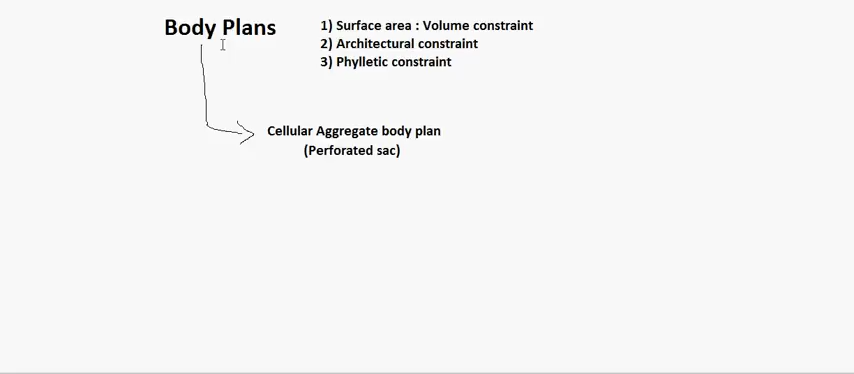 Body Plans
1) Surface area : Volume constraint
2) Architectural constraint
3) Phylletic constraint
Cellular Aggregate body plan
(Perforated sac)